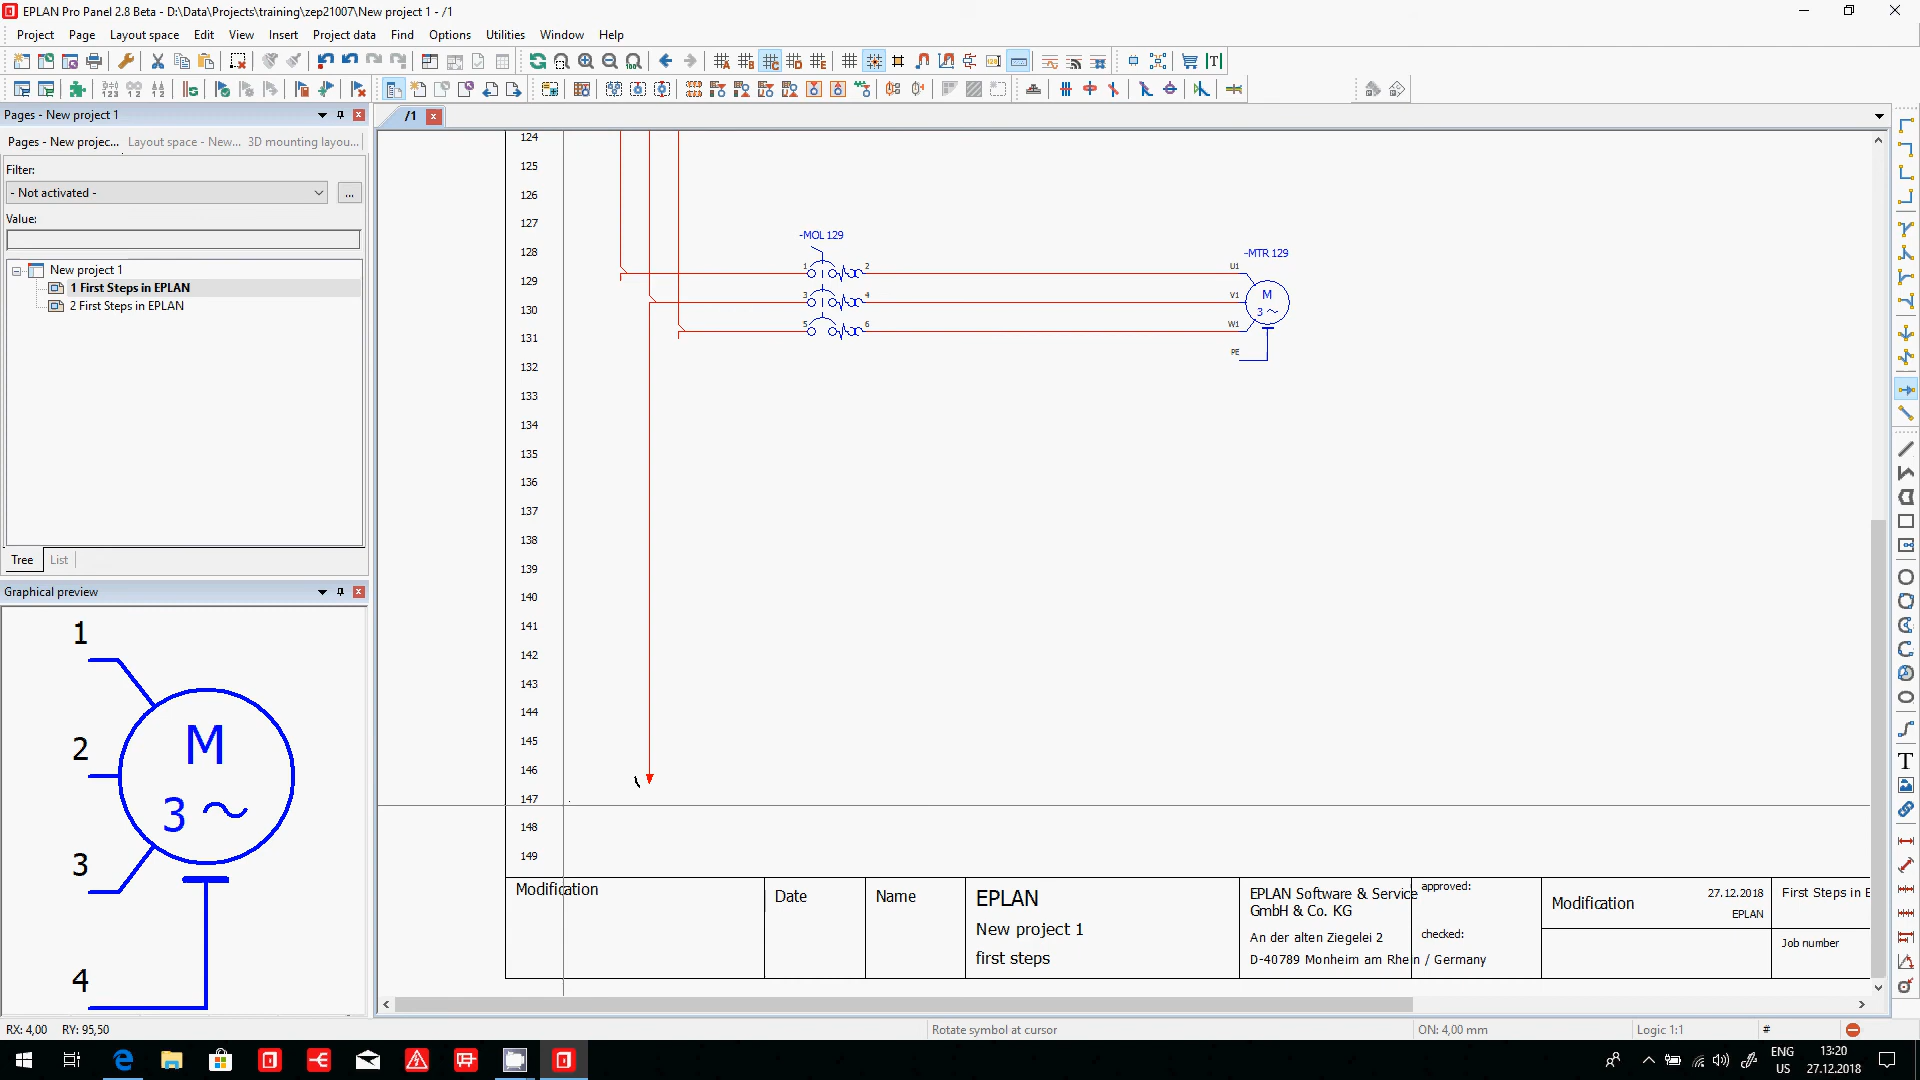 EPLAN Pro Panel 2.8 Beta - D:\Data\Projects\training\zep21007\New project 1 - /1
Project Page Layout space Edit View Insert Project data Find Options Utilities Window Help
Pages - New project 1
Pages - New projec... Layout space - New... 3D mounting layou...
Filter:
- Not activated -
...
Value:
New project 1
1 First Steps in EPLAN
2 First Steps in EPLAN
Tree List
Graphical preview
1
2
3
4
M
3 ~
/1
124
125
126
127
128
129
130
131
132
133
134
135
136
137
138
139
140
141
142
143
144
145
146
147
148
149
-MOL 129
1 2
3 4
5 6
-MTR 129
U1
V1
W1
PE
M
3 ~
Modification Date Name
EPLAN
New project 1
first steps
EPLAN Software & Service
GmbH & Co. KG
An der alten Ziegelei 2
D-40789 Monheim am Rhein / Germany
approved:
checked:
Modification
27.12.2018
EPLAN
First Steps in E
Job number
RX: 4,00 RY: 95,50 Rotate symbol at cursor ON: 4,00 mm Logic 1:1 #
ENG
US
13:20
27.12.2018